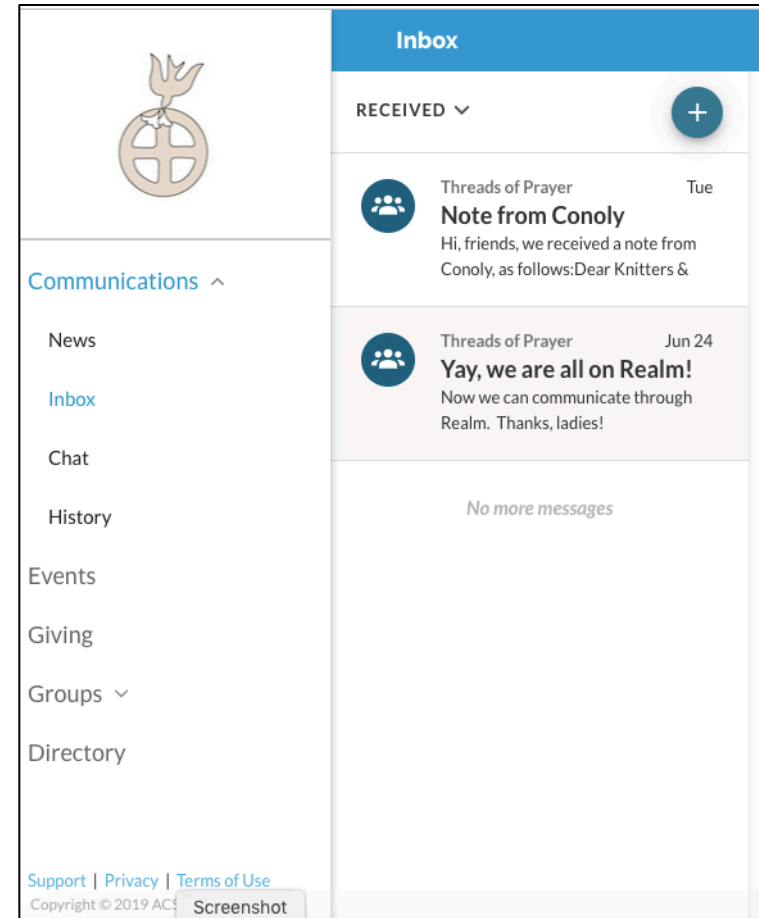 Inbox
RECEIVED
Threads of Prayer Tue
Note from Conoly
Hi, friends, we received a note from
Conoly, as follows:Dear Knitters &
Threads of Prayer Jun 24
Yay, we are all on Realm!
Now we can communicate through
Realm. Thanks, ladies!
No more messages
Communications
News
Inbox
Chat
History
Events
Giving
Groups
Directory
Support | Privacy | Terms of Use
Copyright © 2019 ACS
Screenshot